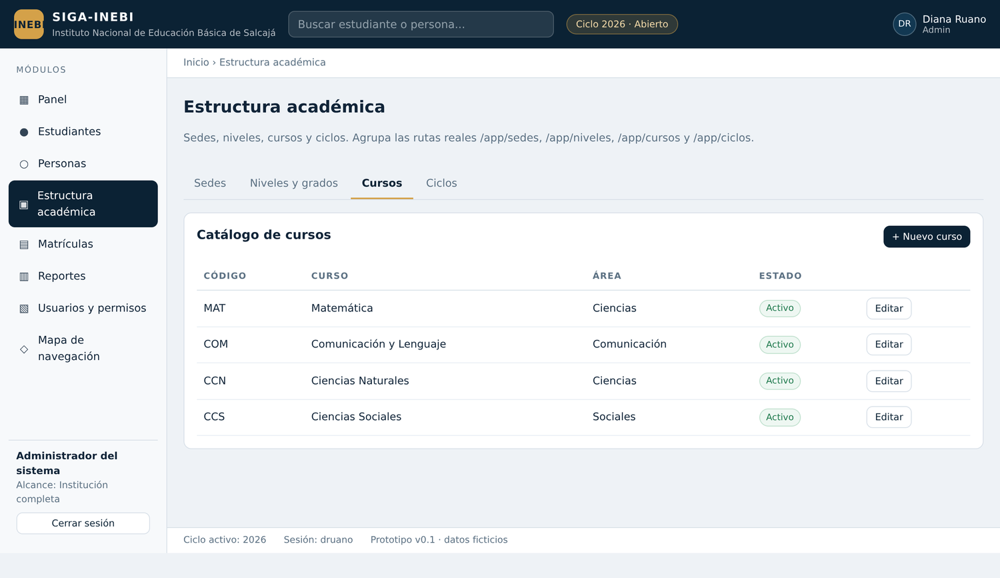 INEBI
SIGA-INEBI
Instituto Nacional de Educación Básica de Salcajá
Buscar estudiante o persona...
Ciclo 2026 · Abierto
DR
Diana Ruano
Admin
MÓDULOS
Panel
Estudiantes
Personas
Estructura
académica
Matrículas
Reportes
Usuarios y permisos
Mapa de
navegación
Administrador del
sistema
Alcance: Institución
completa
Cerrar sesión
Inicio › Estructura académica
Estructura académica
Sedes, niveles, cursos y ciclos. Agrupa las rutas reales /app/sedes, /app/niveles, /app/cursos y /app/ciclos.
Sedes Niveles y grados Cursos Ciclos
Catálogo de cursos
+ Nuevo curso
CÓDIGO CURSO ÁREA ESTADO
MAT Matemática Ciencias Activo Editar
COM Comunicación y Lenguaje Comunicación Activo Editar
CCN Ciencias Naturales Ciencias Activo Editar
CCS Ciencias Sociales Sociales Activo Editar
Ciclo activo: 2026 Sesión: druano Prototipo v0.1 · datos ficticios